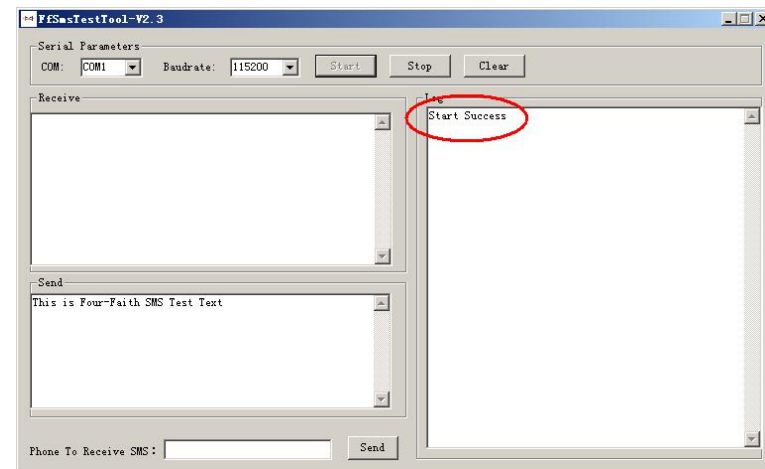 FfSmsTestTool-V2.3
Serial Parameters
COM: COM1 Baudrate: 115200 Start Stop Clear
Receive
Log
Start Success
Send
This is Four-Faith SMS Test Text
Phone To Receive SMS: Send